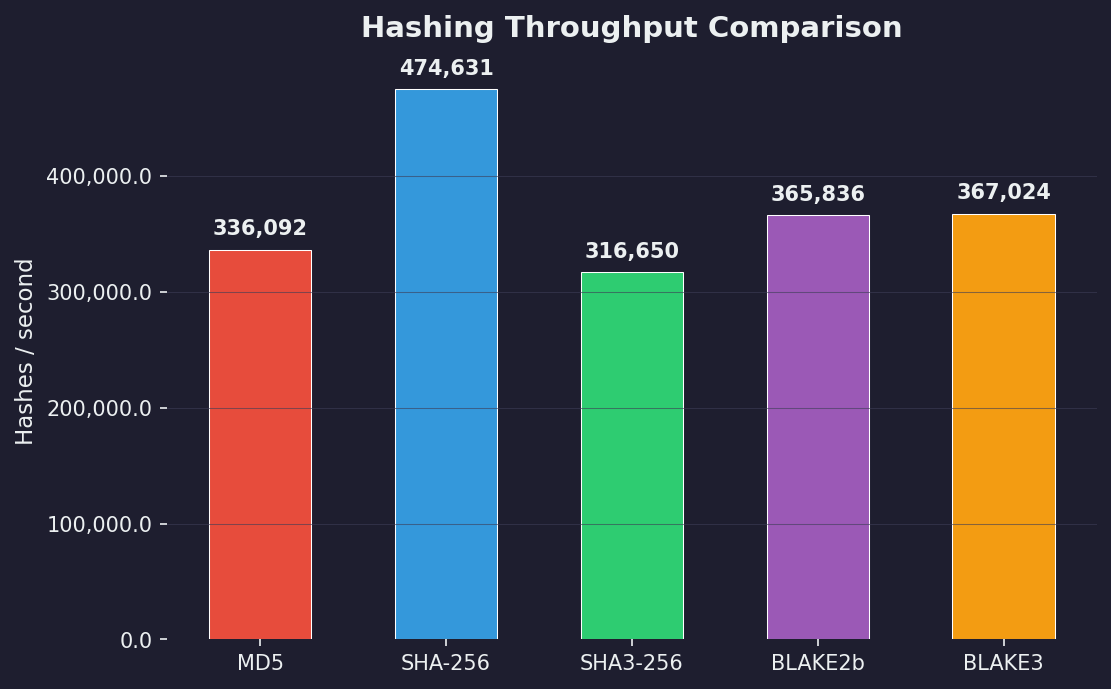 Hashing Throughput Comparison
474,631
336,092
316,650
365,836
367,024
Hashes / second
400,000.0
300,000.0
200,000.0
100,000.0
0.0
MD5
SHA-256
SHA3-256
BLAKE2b
BLAKE3